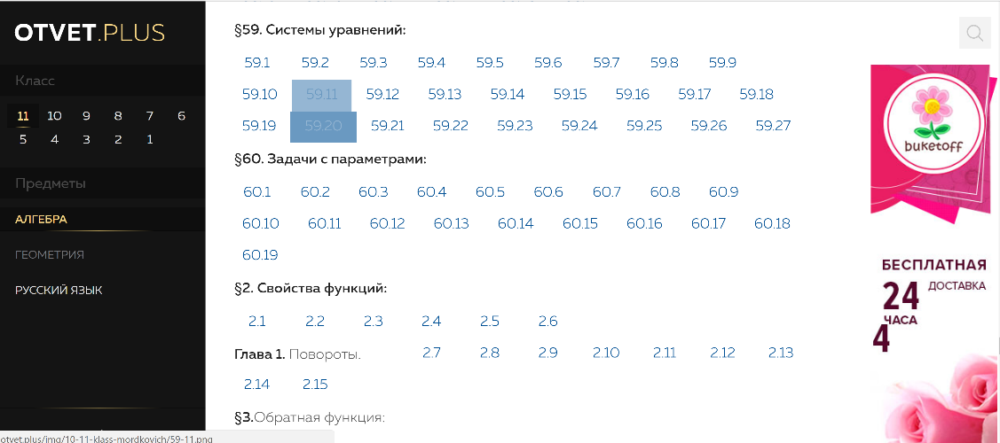 OTVET.PLUS
Класс
11 10 9 8 7 6
5 4 3 2 1
Предметы
АЛГЕБРА
ГЕОМЕТРИЯ
РУССКИЙ ЯЗЫК
§59. Системы уравнений:
59.1 59.2 59.3 59.4 59.5 59.6 59.7 59.8 59.9
59.10 59.11 59.12 59.13 59.14 59.15 59.16 59.17 59.18
59.19 59.20 59.21 59.22 59.23 59.24 59.25 59.26 59.27
§60. Задачи с параметрами:
60.1 60.2 60.3 60.4 60.5 60.6 60.7 60.8 60.9
60.10 60.11 60.12 60.13 60.14 60.15 60.16 60.17 60.18
60.19
§2. Свойства функций:
2.1 2.2 2.3 2.4 2.5 2.6
Глава 1. Повороты. 2.7 2.8 2.9 2.10 2.11 2.12 2.13
2.14 2.15
§3.Обратная функция:
buketoff
БЕСПЛАТНАЯ
24 ДОСТАВКА
ЧАСА
4
otvet.plus/img/10-11-klass-mordkovich/59-11.png